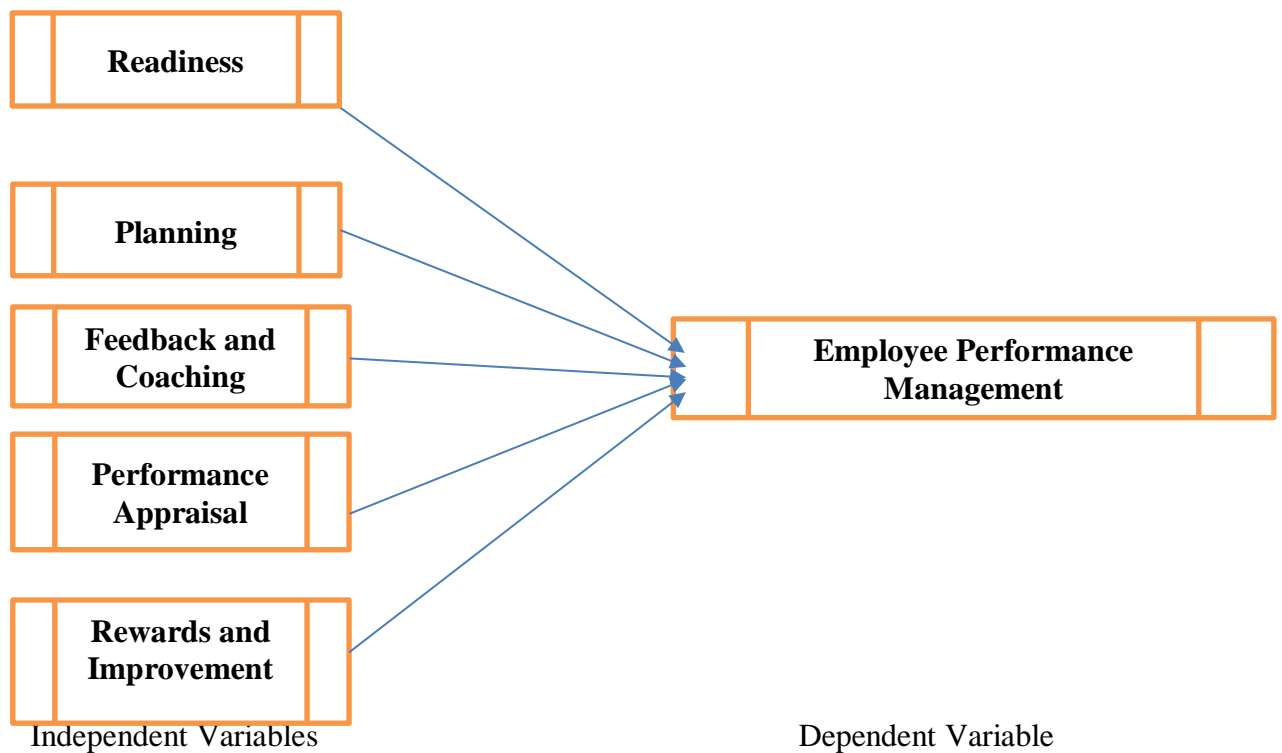 Readiness
Planning
Feedback and
Coaching
Performance
Appraisal
Rewards and
Improvement
Employee Performance
Management
Independent Variables
Dependent Variable